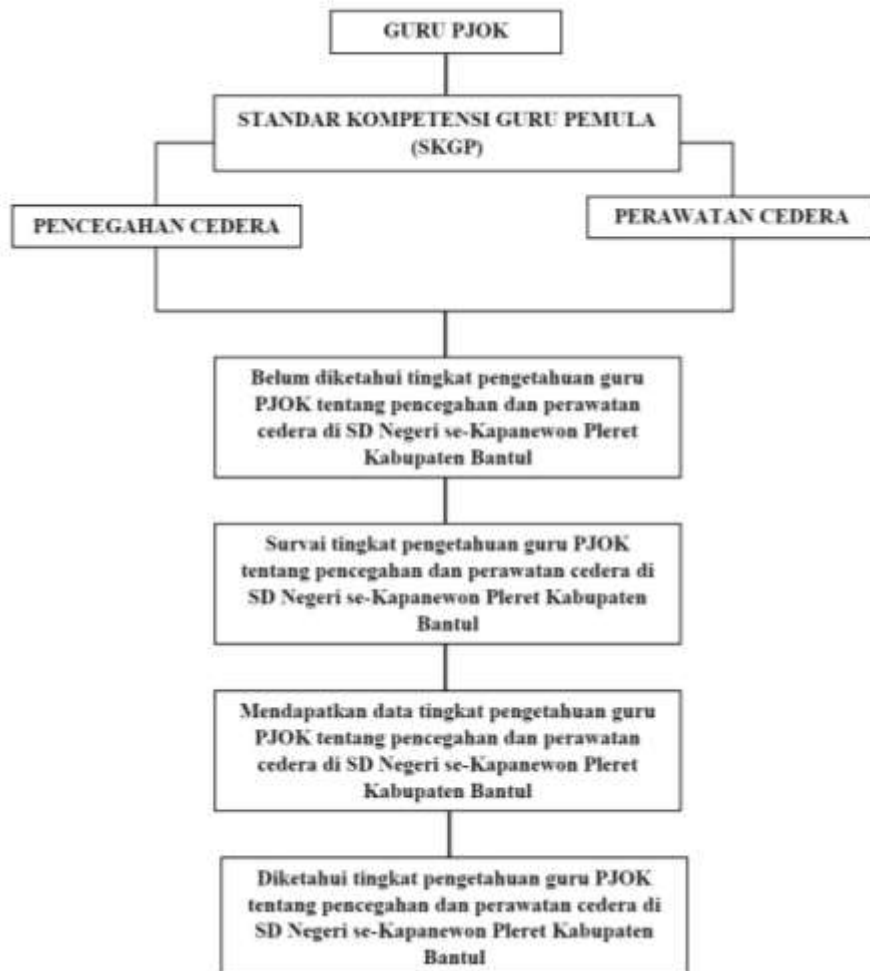 GURU PJOK
STANDAR KOMPETENSI GURU PEMULA
(SKGP)
PENCEGAHAN CEDERA
PERAWATAN CEDERA
Belum diketahui tingkat pengetahuan guru
PJOK tentang pencegahan dan perawatan
cedera di SD Negeri se-Kapanewon Pleret
Kabupaten Bantul
Survai tingkat pengetahuan guru PJOK
tentang pencegahan dan perawatan cedera di
SD Negeri se-Kapanewon Pleret Kabupaten
Bantul
Mendapatkan data tingkat pengetahuan guru
PJOK tentang pencegahan dan perawatan
cedera di SD Negeri se-Kapanewon Pleret
Kabupaten Bantul
Diketahui tingkat pengetahuan guru PJOK
tentang pencegahan dan perawatan cedera di
SD Negeri se-Kapanewon Pleret Kabupaten
Bantul